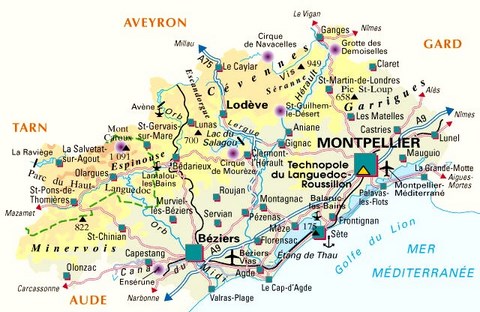 AVEYRON
Le Vigan
Nîmes
Ganges
Cirque
de Navacelles
Grotte des
Demoiselles
GARD
Millau
A75
Le Caylar
Cévennes
Vis
949
Claret
Séranne
Hérault
St-Martin-de-Londres
Pic St-Loup
658
Garrigues
Alès
Escandorgue
Lodève
St-Guilhem
le-Désert
Les Matelles
Nîmes
Avène
Orb
Lergue
Aniane
Castries
A9
Lunel
TARN
Mont
Caroux
1 091
St-Gervais-
sur-Mare
Lunas
700
Lac du
Salagou
Gignac
MONTPELLIER
Mauguio
La Raviège
La Salvetat-
sur-Agout
Espinouse
Clermont-
l'Hérault
Cirque
de Mourèze
Technopole
du Languedoc-
Roussillon
La Grande-Motte
Aigues-
Mortes
Olargues
Lamalou-
les-Bains
Bédarieux
Parc du Haut-Languedoc
St-Pons-de-
Thomières
Roujan
Montagnac
Balaruc-
les-Bains
Palavas-
les-Flots
Montpellier-
Méditerranée
Mazamet
Murviel-
lès-Béziers
Orb
Servian
Pézenas
Mèze
175
Frontignan
822
Minervois
St-Chinian
Béziers
Florensac
Sète
Étang de Thau
Golfe du Lion
MER
MÉDITERRANÉE
Capestang
Olonzac
Canal du Midi
Béziers-
Vias
Agde
A9
Ensérune
Le Cap-d'Agde
Carcassonne
AUDE
Narbonne
Valras-Plage